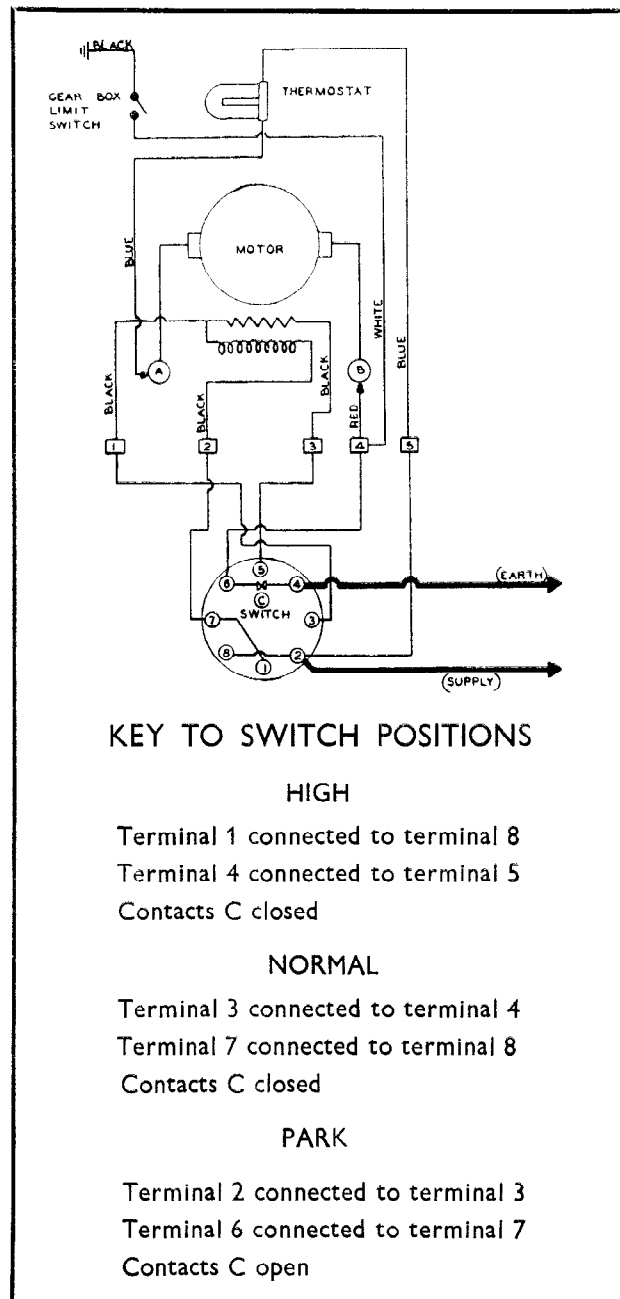 BLACK
THERMOSTAT
GEAR BOX
LIMIT
SWITCH
BLUE
MOTOR
WHITE
BLUE
A
B
BLACK
BLACK
BLACK
RED
1 2 3 4 5
5
6 4
(EARTH)
C
SWITCH
7 3
8 1 2
(SUPPLY)
KEY TO SWITCH POSITIONS
HIGH
Terminal 1 connected to terminal 8
Terminal 4 connected to terminal 5
Contacts C closed
NORMAL
Terminal 3 connected to terminal 4
Terminal 7 connected to terminal 8
Contacts C closed
PARK
Terminal 2 connected to terminal 3
Terminal 6 connected to terminal 7
Contacts C open